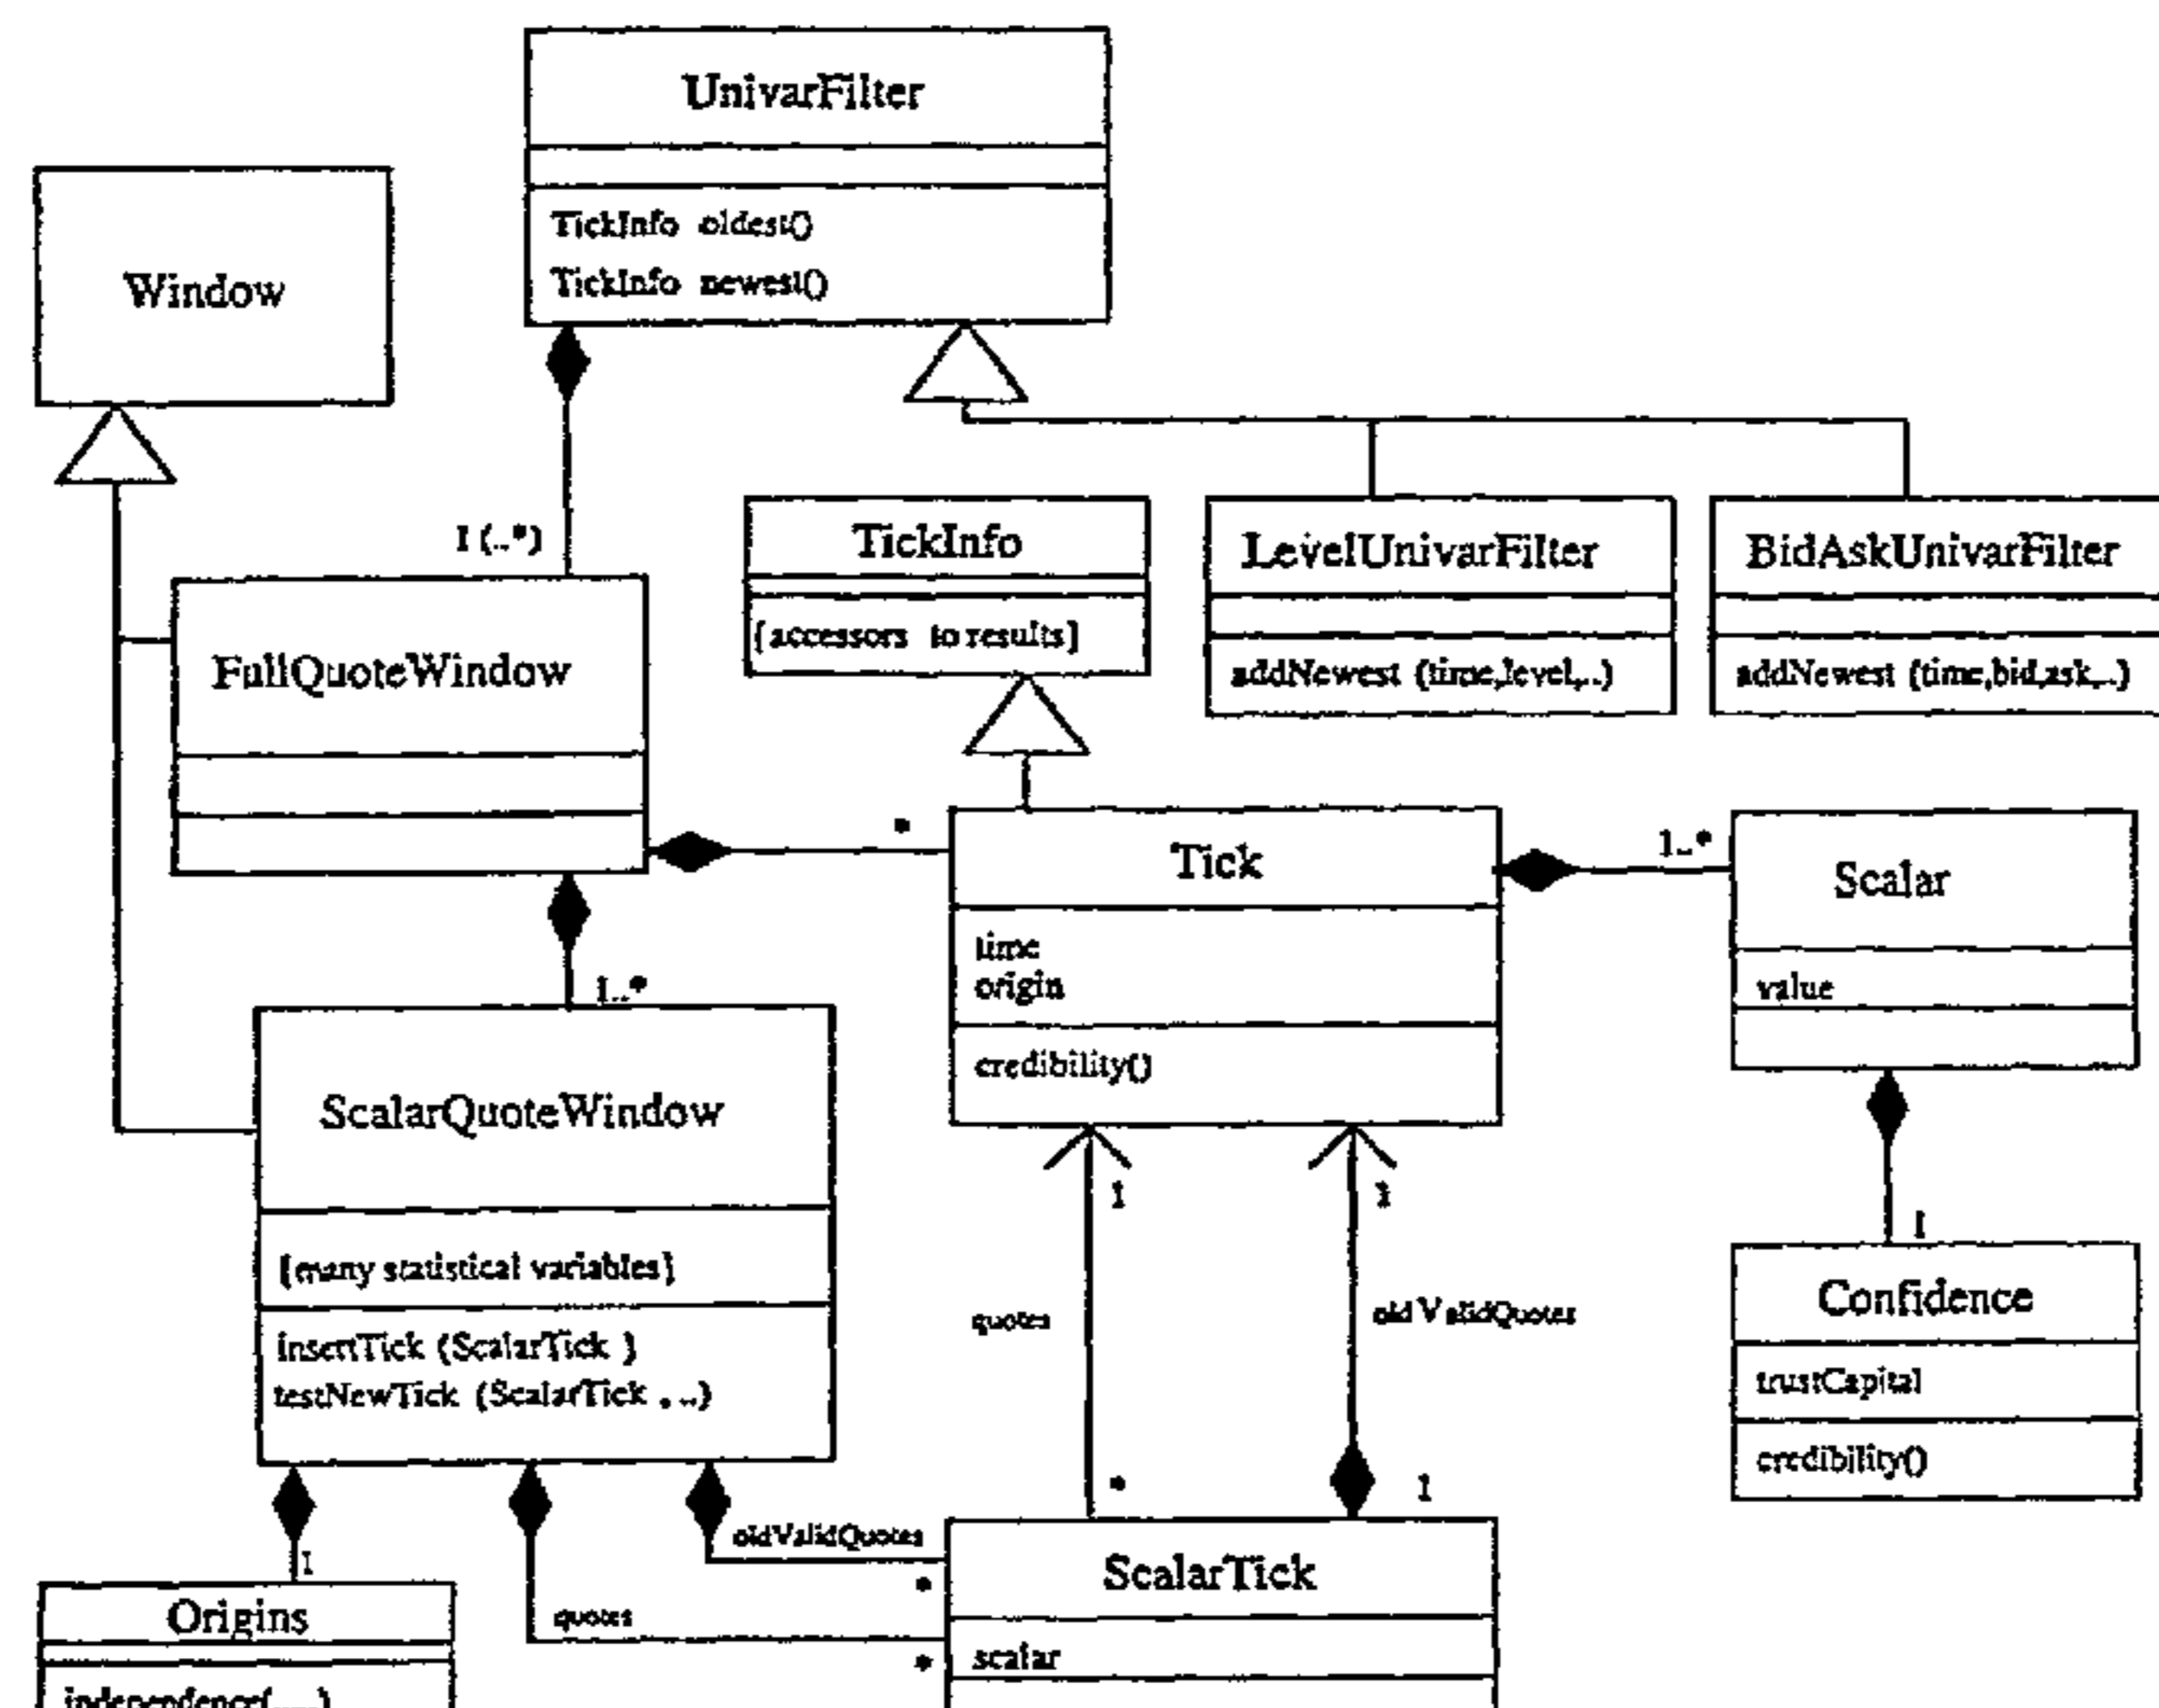 UnivarFilter
TickInfo oldest()
TickInfo newest()
Window
1 (..*)
TickInfo
{accessors to results}
LevelUnivarFilter
addNewest (time,level,..)
BidAskUnivarFilter
addNewest (time,bid,ask,..)
FullQuoteWindow
*
1..*
Tick
time
origin
credibility()
1..*
Scalar
value
ScalarQuoteWindow
{many statistical variables}
insertTick (ScalarTick )
testNewTick (ScalarTick , ..)
1
1
quotes
oldValidQuotes
*
1
1
Confidence
trustCapital
credibility()
1
Origins
quotes
*
oldValidQuotes
*
ScalarTick
scalar